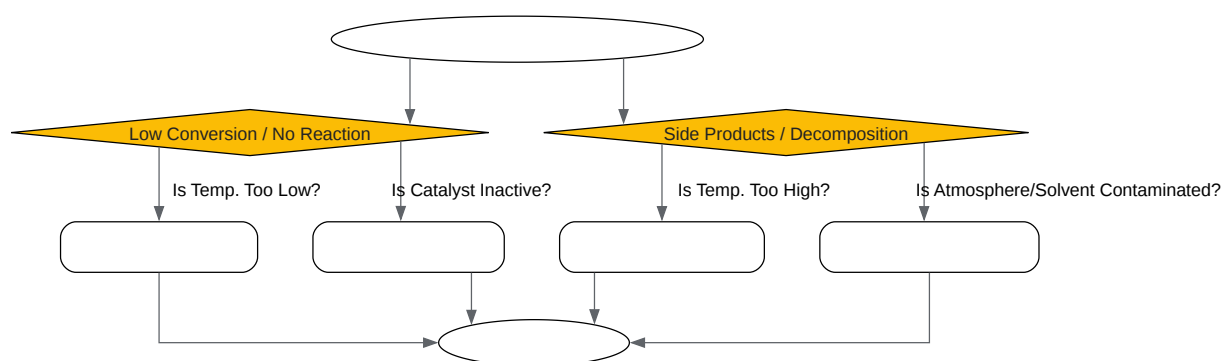 Low Conversion / No Reaction
Side Products / Decomposition
Is Temp. Too Low?
Is Catalyst Inactive?
Is Temp. Too High?
Is Atmosphere/Solvent Contaminated?